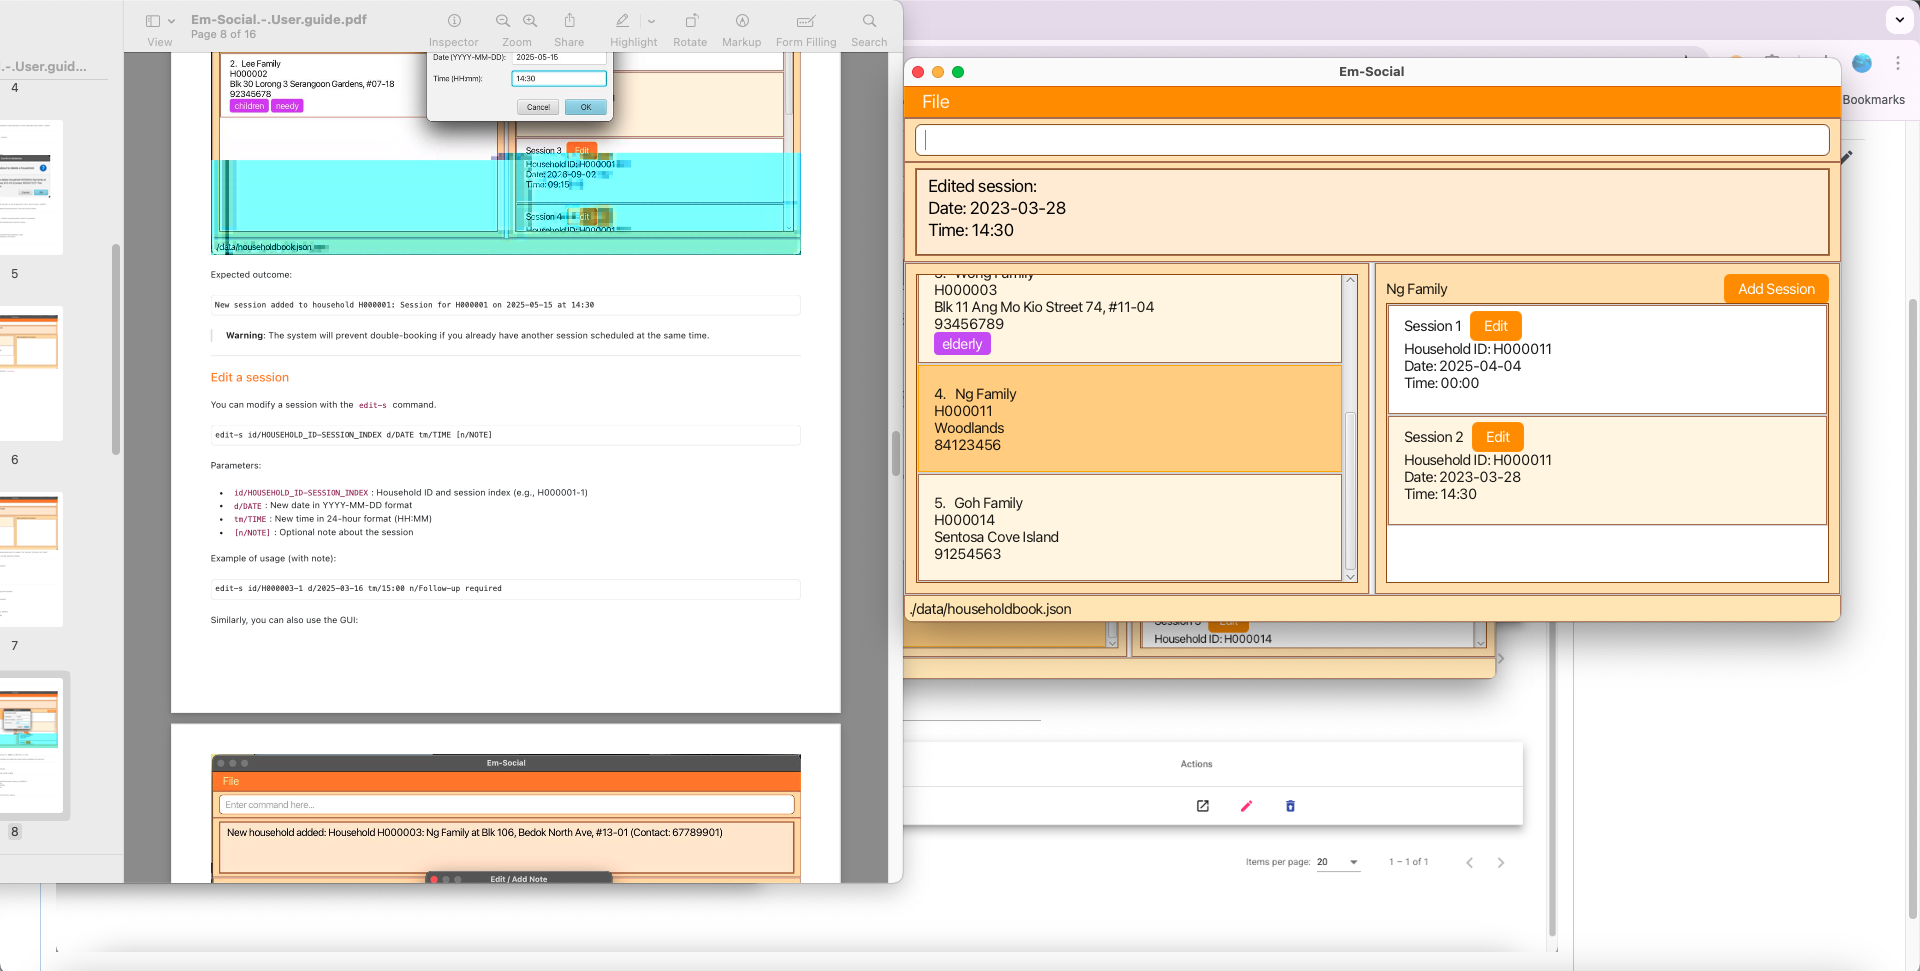 Em-Social.-.User.guide.pdf
Page 8 of 16
View
Inspector
Zoom
Share
Highlight
Rotate
Markup
Form Filling
Search
.-.User.guid...
4
5
6
7
8
2. Lee Family
H000002
Blk 30 Lorong 3 Serangoon Gardens, #07-18
92345678
children
needy
Date (YYYY-MM-DD):
2025-05-15
Time (HH:mm):
14:30
Cancel
OK
Session 3
Edit
Household ID: H000001
Date: 2026-09-02
Time: 09:15
Session 4
Edit
Household ID: H000001
./data/householdbook.json
Expected outcome:
New session added to household H000001: Session for H000001 on 2025-05-15 at 14:30
Warning: The system will prevent double-booking if you already have another session scheduled at the same time.
Edit a session
You can modify a session with the edit-s command.
edit-s id/HOUSEHOLD_ID-SESSION_INDEX d/DATE tm/TIME [n/NOTE]
Parameters:
• id/HOUSEHOLD_ID-SESSION_INDEX : Household ID and session index (e.g., H000001-1)
• d/DATE : New date in YYYY-MM-DD format
• tm/TIME : New time in 24-hour format (HH:MM)
• [n/NOTE] : Optional note about the session
Example of usage (with note):
edit-s id/H000003-1 d/2025-03-16 tm/15:00 n/Follow-up required
Similarly, you can also use the GUI:
Em-Social
File
Enter command here...
New household added: Household H000003: Ng Family at Blk 106, Bedok North Ave, #13-01 (Contact: 67789901)
Edit / Add Note
Em-Social
File
Edited session:
Date: 2023-03-28
Time: 14:30
3. Wong Family
H000003
Blk 11 Ang Mo Kio Street 74, #11-04
93456789
elderly
4. Ng Family
H000011
Woodlands
84123456
5. Goh Family
H000014
Sentosa Cove Island
91254563
Ng Family
Add Session
Session 1
Edit
Household ID: H000011
Date: 2025-04-04
Time: 00:00
Session 2
Edit
Household ID: H000011
Date: 2023-03-28
Time: 14:30
./data/householdbook.json
Household ID: H000014
Bookmarks
Actions
Items per page:
20
1 – 1 of 1